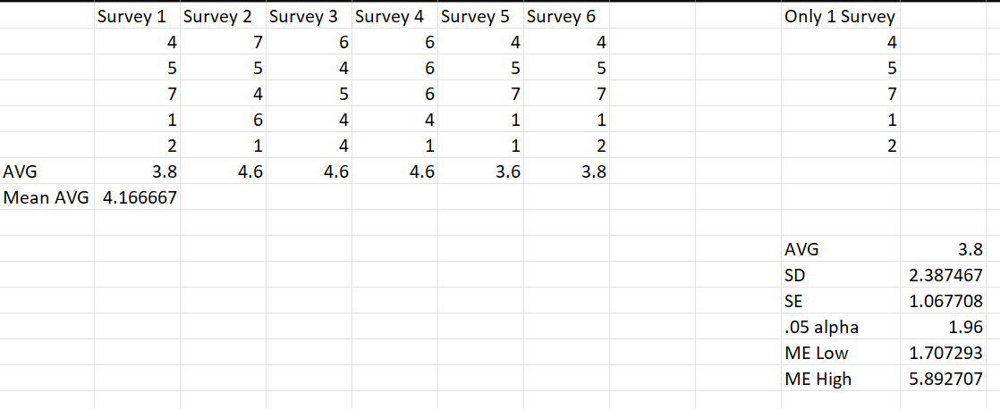 Survey 1 Survey 2 Survey 3 Survey 4 Survey 5 Survey 6 Only 1 Survey
4 7 6 6 4 4 4
5 5 4 6 5 5 5
7 4 5 6 7 7 7
1 6 4 4 1 1 1
2 1 4 1 1 2 2
AVG 3.8 4.6 4.6 4.6 3.6 3.8
Mean AVG 4.166667
AVG 3.8
SD 2.387467
SE 1.067708
.05 alpha 1.96
ME Low 1.707293
ME High 5.892707